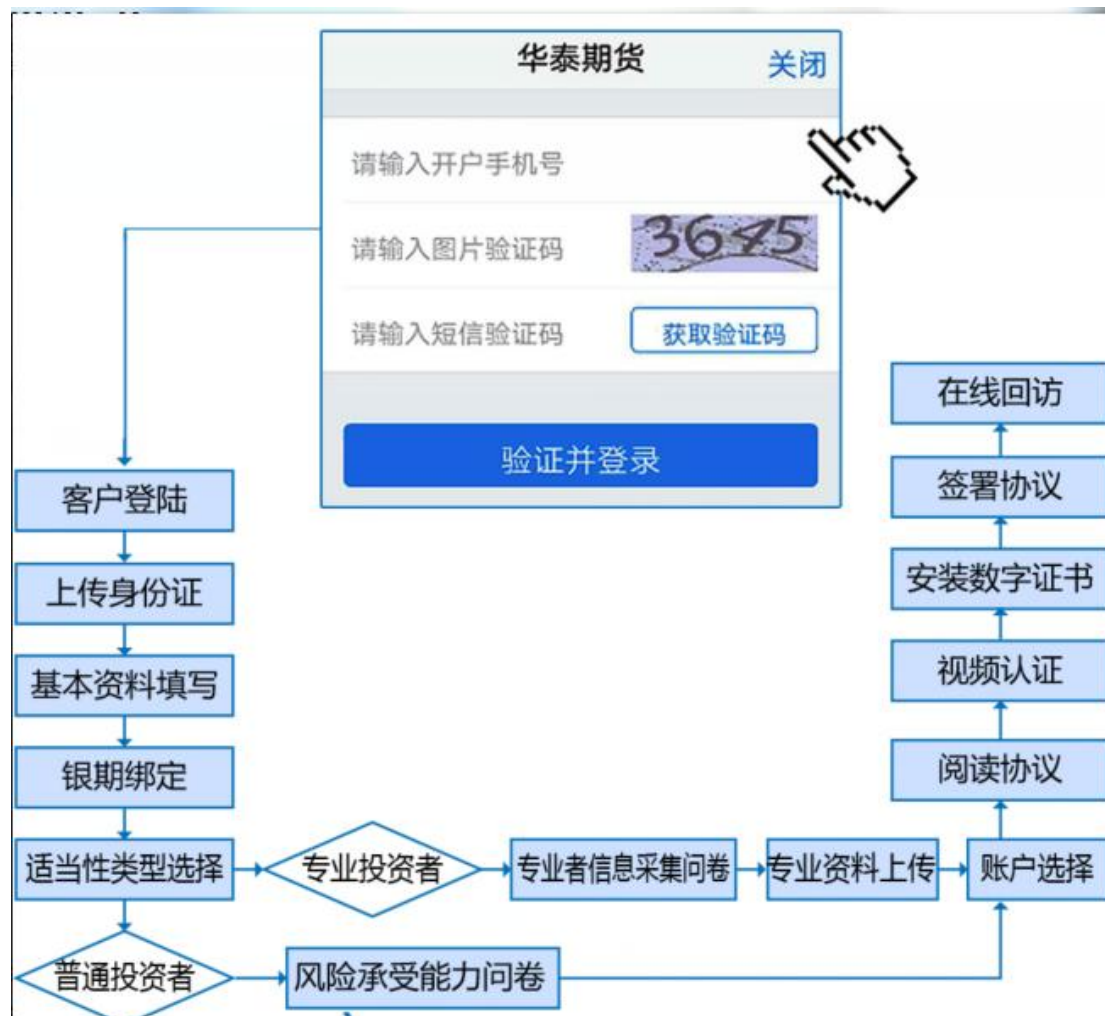 华泰期货
关闭
请输入开户手机号
请输入图片验证码
3645
请输入短信验证码
获取验证码
验证并登录
客户登陆
上传身份证
基本资料填写
银期绑定
适当性类型选择
专业投资者
专业者信息采集问卷
专业资料上传
账户选择
普通投资者
风险承受能力问卷
阅读协议
视频认证
安装数字证书
签署协议
在线回访